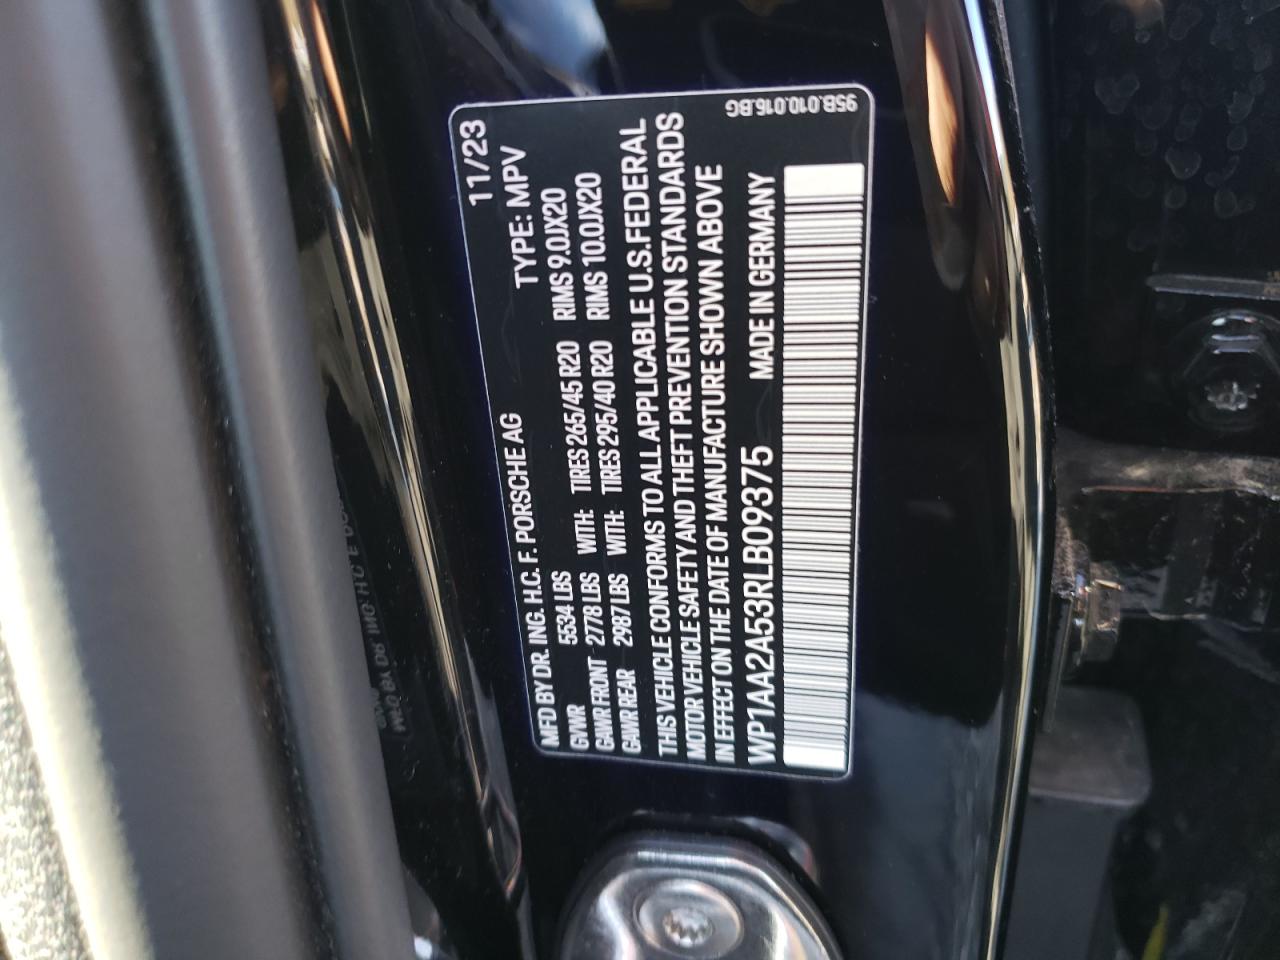 11/23
MFD BY DR. ING. H.C. F. PORSCHE AG TYPE: MPV
GVWR 5534 LBS WITH: TIRES 265/45 R20 RIMS 9.0JX20
GAWR FRONT 2778 LBS WITH: TIRES 295/40 R20 RIMS 10.0JX20
GAWR REAR 2987 LBS
THIS VEHICLE CONFORMS TO ALL APPLICABLE U.S.FEDERAL
MOTOR VEHICLE SAFETY AND THEFT PREVENTION STANDARDS
IN EFFECT ON THE DATE OF MANUFACTURE SHOWN ABOVE
WP1AA2A53RLB09375 MADE IN GERMANY
95B.010.016.BG